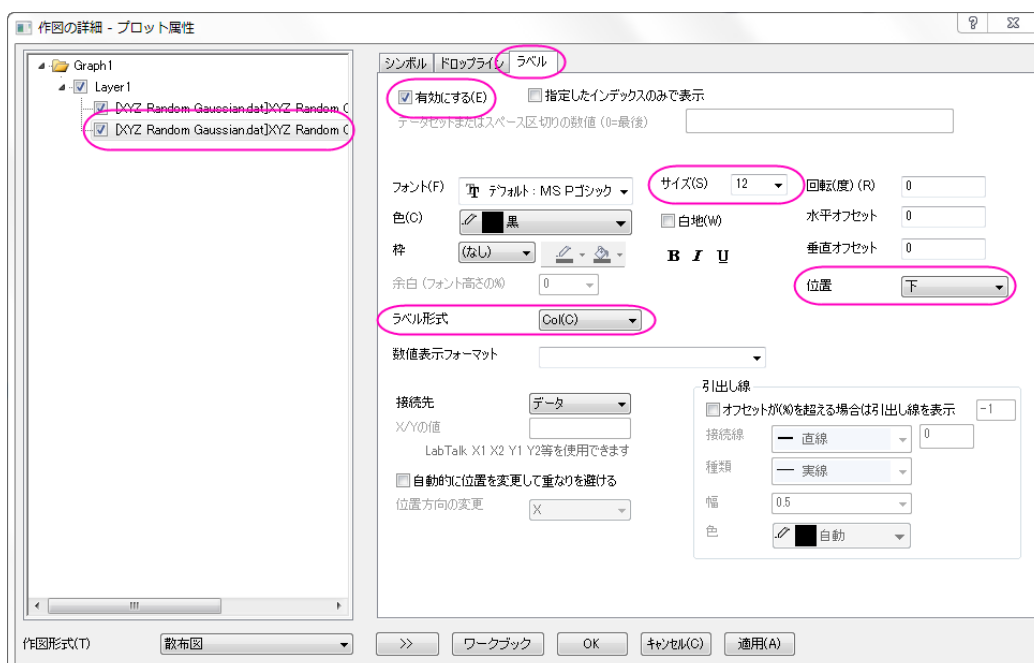 作図の詳細 - プロット属性
Graph1
Layer1
[XYZ Random Gaussian.dat]XYZ Random G
[XYZ Random Gaussian.dat]XYZ Random G
シンボル ドロップライン ラベル
有効にする(E) 指定したインデックスのみで表示
データセットまたはスペース区切りの数値 (0=最後)
フォント(F) デフォルト: MS Pゴシック サイズ(S) 12 回転(度) (R) 0
色(C) 黒 白地(W) 水平オフセット 0
枠 (なし) B I U 垂直オフセット 0
余白 (フォント高さの%) 0 位置 下
ラベル形式 Col(C)
数値表示フォーマット
接続先 データ
X/Yの値
LabTalk X1 X2 Y1 Y2等を使用できます
自動的に位置を変更して重なりを避ける
位置方向の変更 X
引出し線
オフセットが(%)を超える場合は引出し線を表示 -1
接続線 直線 0
種類 実線
幅 0.5
色 自動
作図形式(T) 散布図 >> ワークブック OK キャンセル(C) 適用(A)